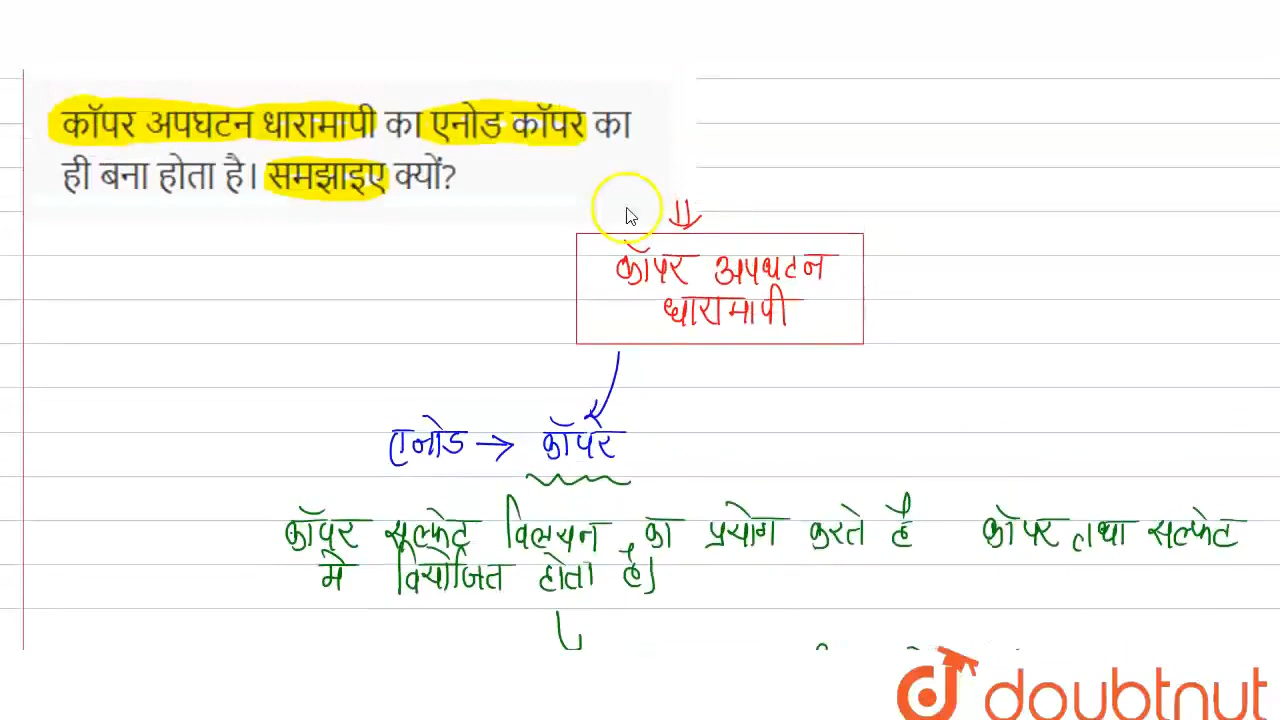 कॉपर अपघटन धारामापी का एनोड कॉपर का
ही बना होता है। समझाइए क्यों?
कॉपर अपघटन
धारामापी
एनोड → कॉपर
कॉपर सल्फेट विलयन का प्रयोग करते है कॉपर तथा सल्फेट
मे वियोजित होता है।
doubtnut